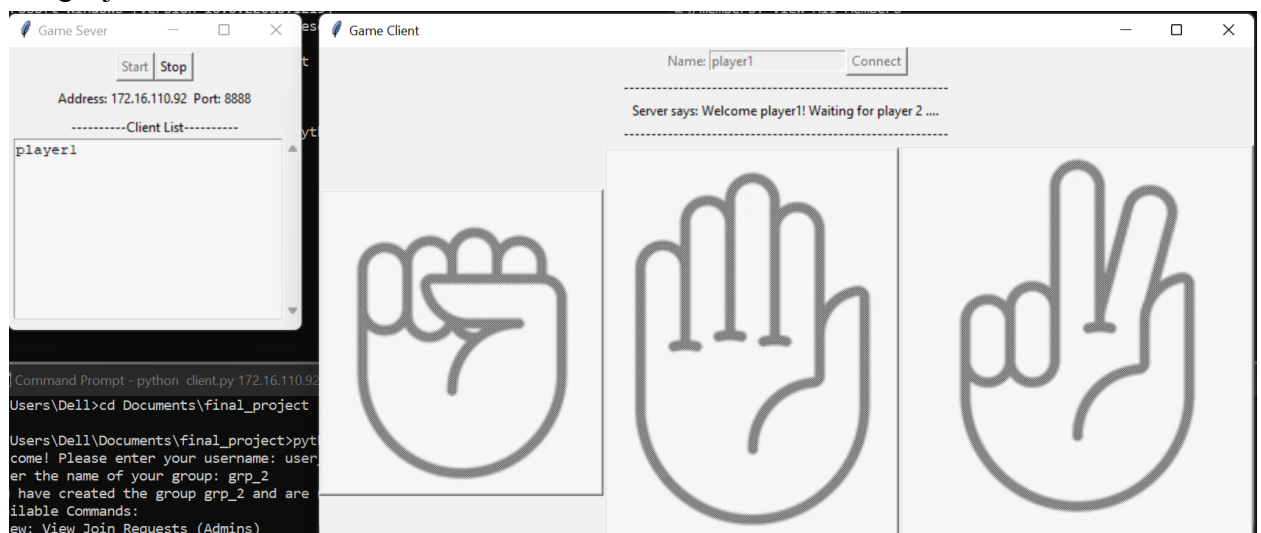 Game Sever
Start Stop
Address: 172.16.110.92 Port: 8888
----------Client List----------
player1
Game Client
Name: player1 Connect
Server says: Welcome player1! Waiting for player 2 ....
Command Prompt - python client.py 172.16.110.92
Users\Dell>cd Documents\final_project
Users\Dell\Documents\final_project>pyt
come! Please enter your username: user
er the name of your group: grp_2
have created the group grp_2 and are
ilable Commands:
ew: View Join Requests (Admins)